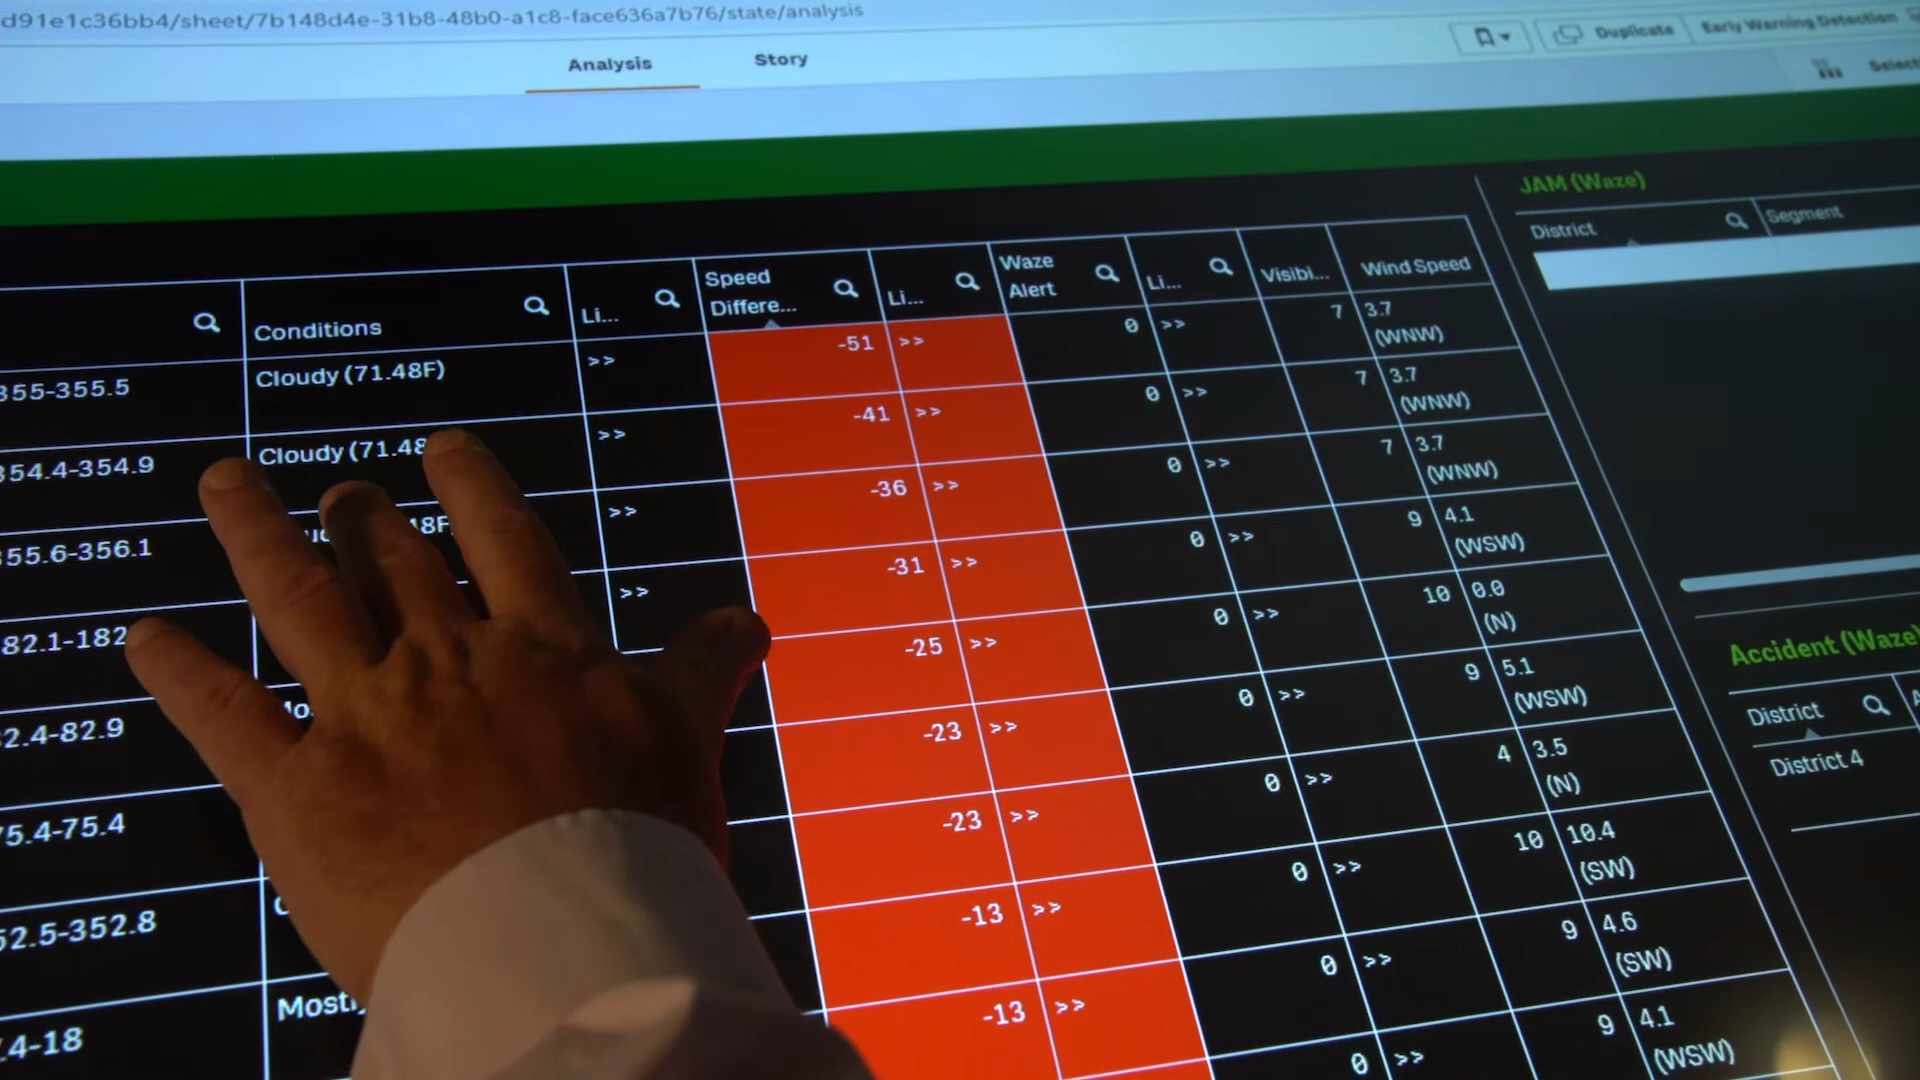 d91e1c36bb4/sheet/7b148d4e-31b8-48b0-a1c8-face636a7b76/state/analysis
Analysis Story
Duplicate Early Warning Detection
Select
Conditions Li... Speed Differe... Li... Waze Alert Li... Visibi... Wind Speed
355-355.5 Cloudy (71.48F) >> -51 >> 0 >> 7 3.7 (WNW)
354.4-354.9 Cloudy (71.48 >> -41 >> 0 >> 7 3.7 (WNW)
355.6-356.1 48F) >> -36 >> 0 >> 7 3.7 (WNW)
82.1-182 >> -31 >> 0 >> 9 4.1 (WSW)
2.4-82.9 -25 >> 0 >> 10 0.0 (N)
5.4-75.4 -23 >> 0 >> 9 5.1 (WSW)
52.5-352.8 -23 >> 0 >> 4 3.5 (N)
.4-18 Mostly -13 >> 0 >> 10 10.4 (SW)
-13 >> 0 >> 9 4.6 (SW)
0 >> 9 4.1 (WSW)
JAM (Waze)
District Segment
Accident (Waze)
District
District 4